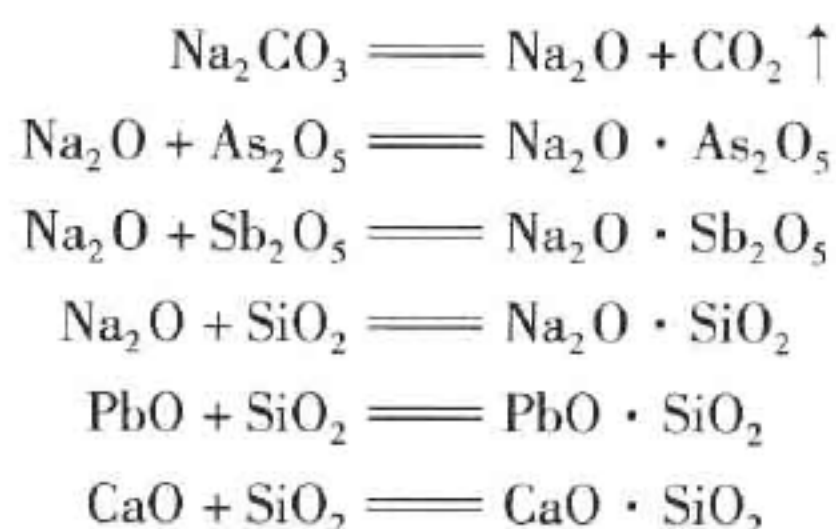 Na₂CO₃ ═══ Na₂O + CO₂ ↑
Na₂O + As₂O₅ ═══ Na₂O · As₂O₅
Na₂O + Sb₂O₅ ═══ Na₂O · Sb₂O₅
Na₂O + SiO₂ ═══ Na₂O · SiO₂
PbO + SiO₂ ═══ PbO · SiO₂
CaO + SiO₂ ═══ CaO · SiO₂